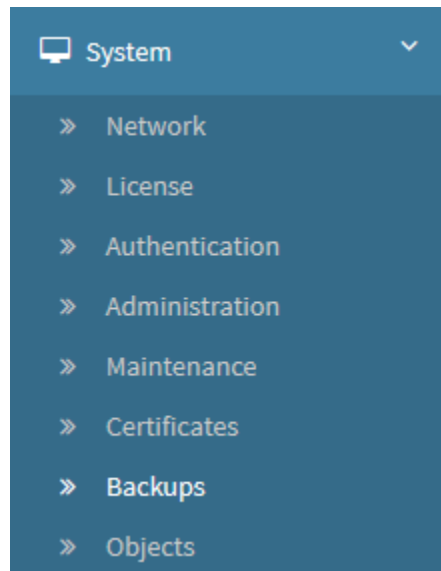 System
Network
License
Authentication
Administration
Maintenance
Certificates
Backups
Objects